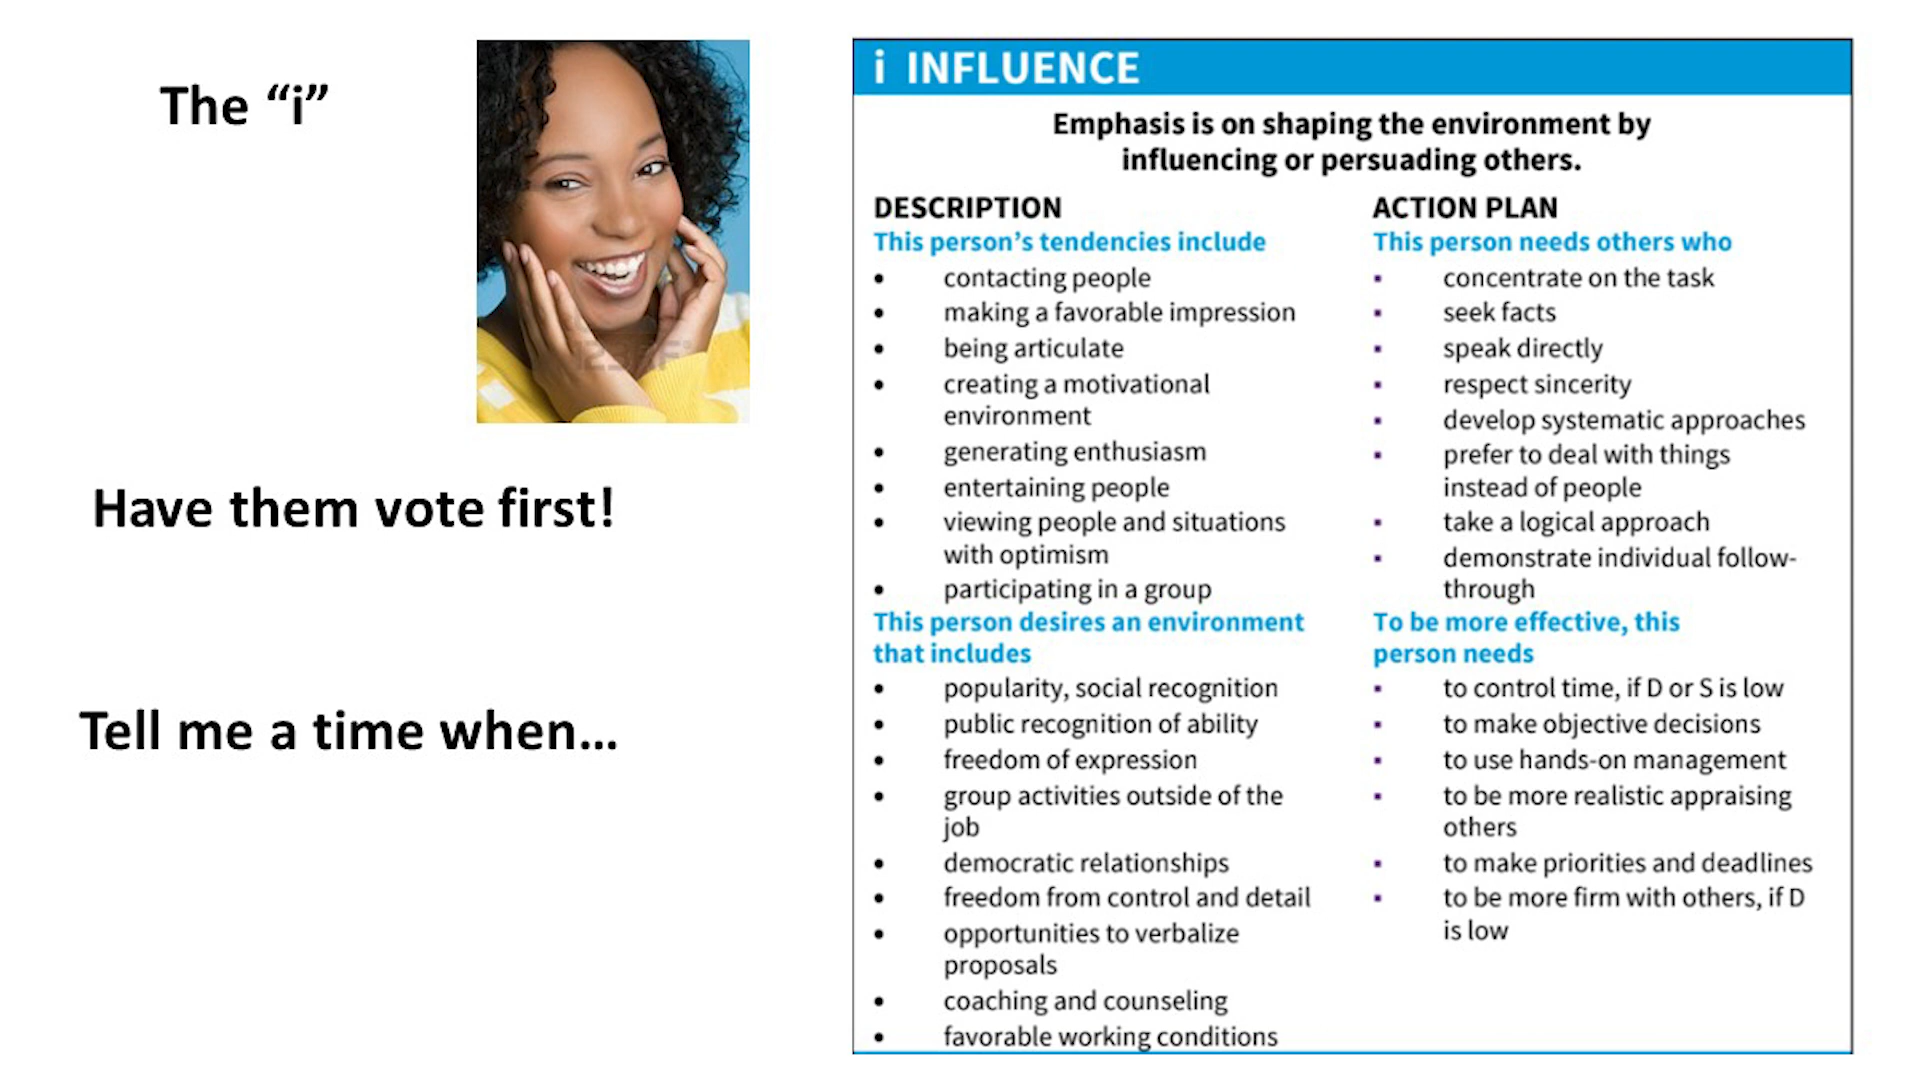 The “i”
Have them vote first!
Tell me a time when...
i INFLUENCE
Emphasis is on shaping the environment by
influencing or persuading others.
DESCRIPTION
This person’s tendencies include
• contacting people
• making a favorable impression
• being articulate
• creating a motivational
environment
• generating enthusiasm
• entertaining people
• viewing people and situations
with optimism
• participating in a group
This person desires an environment
that includes
• popularity, social recognition
• public recognition of ability
• freedom of expression
• group activities outside of the
job
• democratic relationships
• freedom from control and detail
• opportunities to verbalize
proposals
• coaching and counseling
• favorable working conditions
ACTION PLAN
This person needs others who
▪ concentrate on the task
▪ seek facts
▪ speak directly
▪ respect sincerity
▪ develop systematic approaches
▪ prefer to deal with things
instead of people
▪ take a logical approach
▪ demonstrate individual follow-
through
To be more effective, this
person needs
▪ to control time, if D or S is low
▪ to make objective decisions
▪ to use hands-on management
▪ to be more realistic appraising
others
▪ to make priorities and deadlines
▪ to be more firm with others, if D
is low